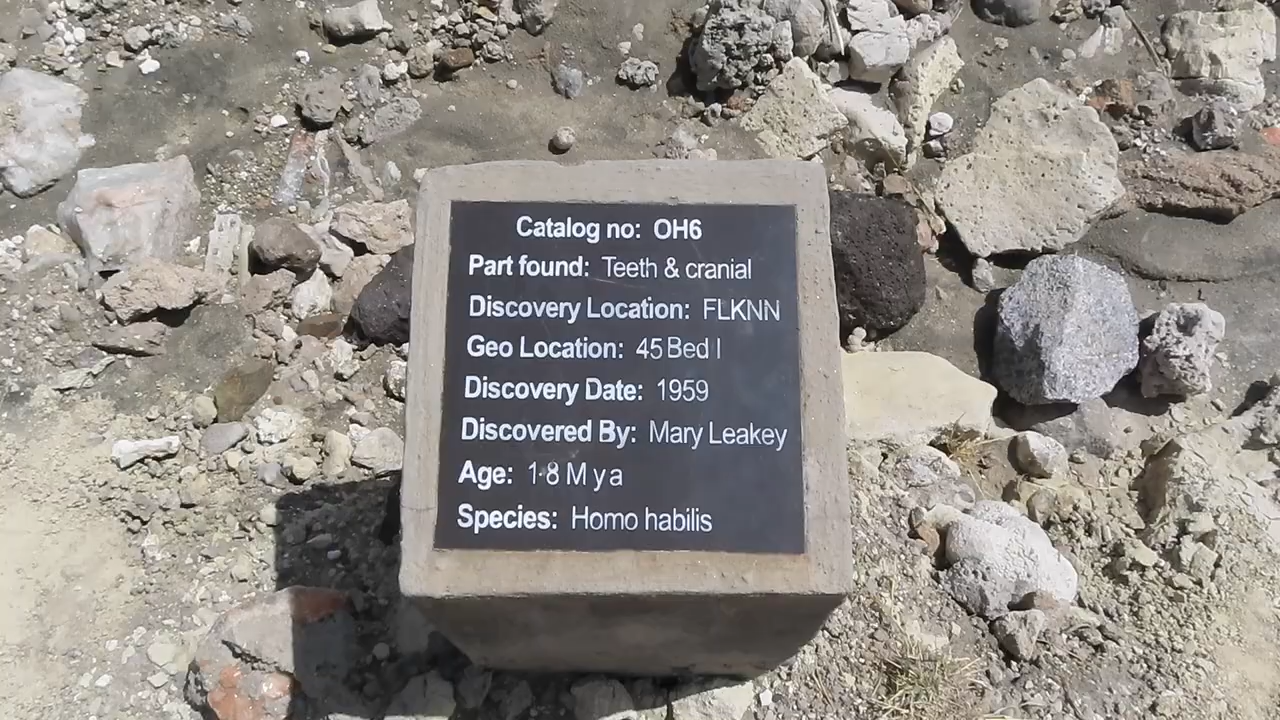 Catalog no: OH6
Part found: Teeth & cranial
Discovery Location: FLKNN
Geo Location: 45 Bed I
Discovery Date: 1959
Discovered By: Mary Leakey
Age: 1·8 M y a
Species: Homo habilis